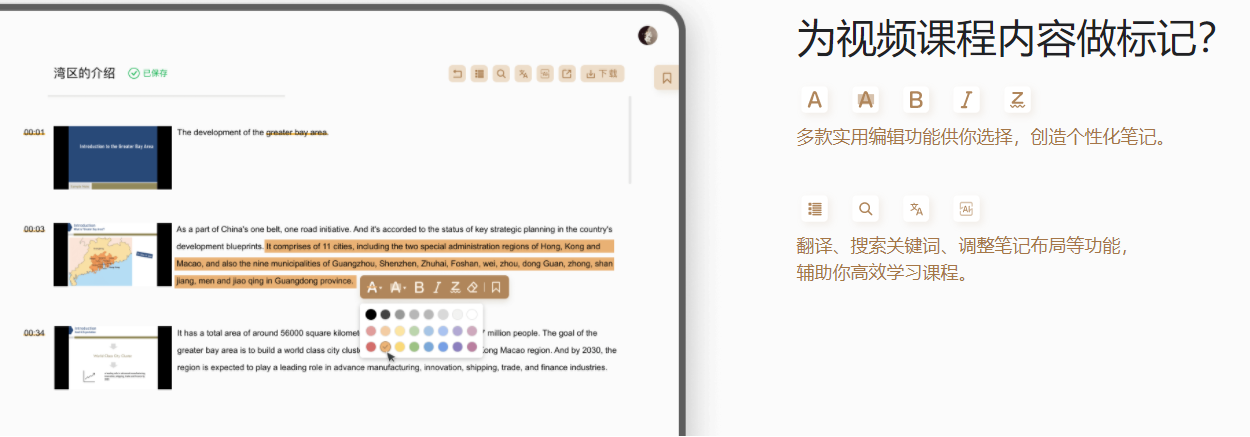 湾区的介绍
已保存
下载
00:01
Introduction to the Greater Bay Area
The development of the greater bay area.
00:03
Introduction
As a part of China's one belt, one road initiative. And it's accorded to the status of key strategic planning in the country's
development blueprints. It comprises of 11 cities, including the two special administration regions of Hong, Kong and
Macao, and also the nine municipalities of Guangzhou, Shenzhen, Zhuhai, Foshan, wei, zhou, dong Guan, zhong, shan
jiang, men and jiao qing in Guangdong province.
A A B I Z
00:34
It has a total area of around 56000 square kilomet
7 million people. The goal of the
greater bay area is to build a world class city clust
ong Macao region. And by 2030, the
region is expected to play a leading role in advance manufacturing, innovation, shipping, trade, and finance industries.
为视频课程内容做标记?
A A B I Z
多款实用编辑功能供你选择，创造个性化笔记。
AI
翻译、搜索关键词、调整笔记布局等功能，
辅助你高效学习课程。